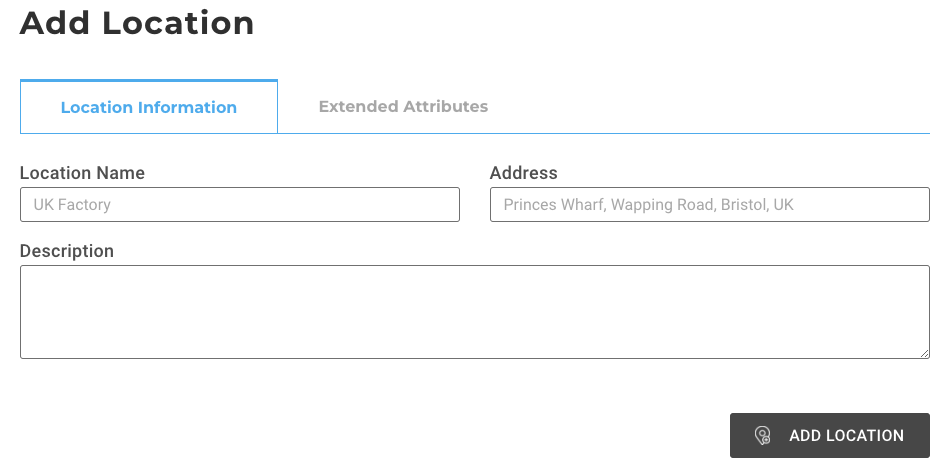 Add Location
Location Information
Extended Attributes
Location Name
Address
UK Factory
Princes Wharf, Wapping Road, Bristol, UK
Description
ADD LOCATION